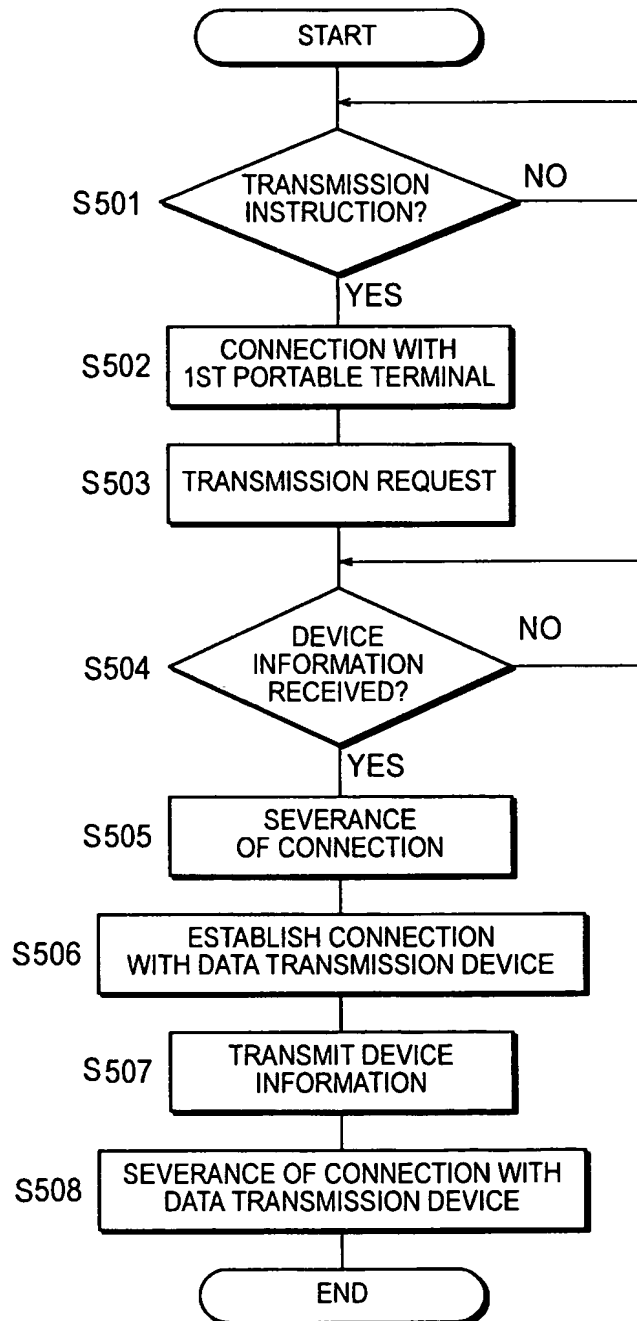 START
S501
TRANSMISSION
INSTRUCTION?
NO
YES
S502
CONNECTION WITH
1ST PORTABLE TERMINAL
S503
TRANSMISSION REQUEST
S504
DEVICE
INFORMATION
RECEIVED?
NO
YES
S505
SEVERANCE
OF CONNECTION
S506
ESTABLISH CONNECTION
WITH DATA TRANSMISSION DEVICE
S507
TRANSMIT DEVICE
INFORMATION
S508
SEVERANCE OF CONNECTION WITH
DATA TRANSMISSION DEVICE
END